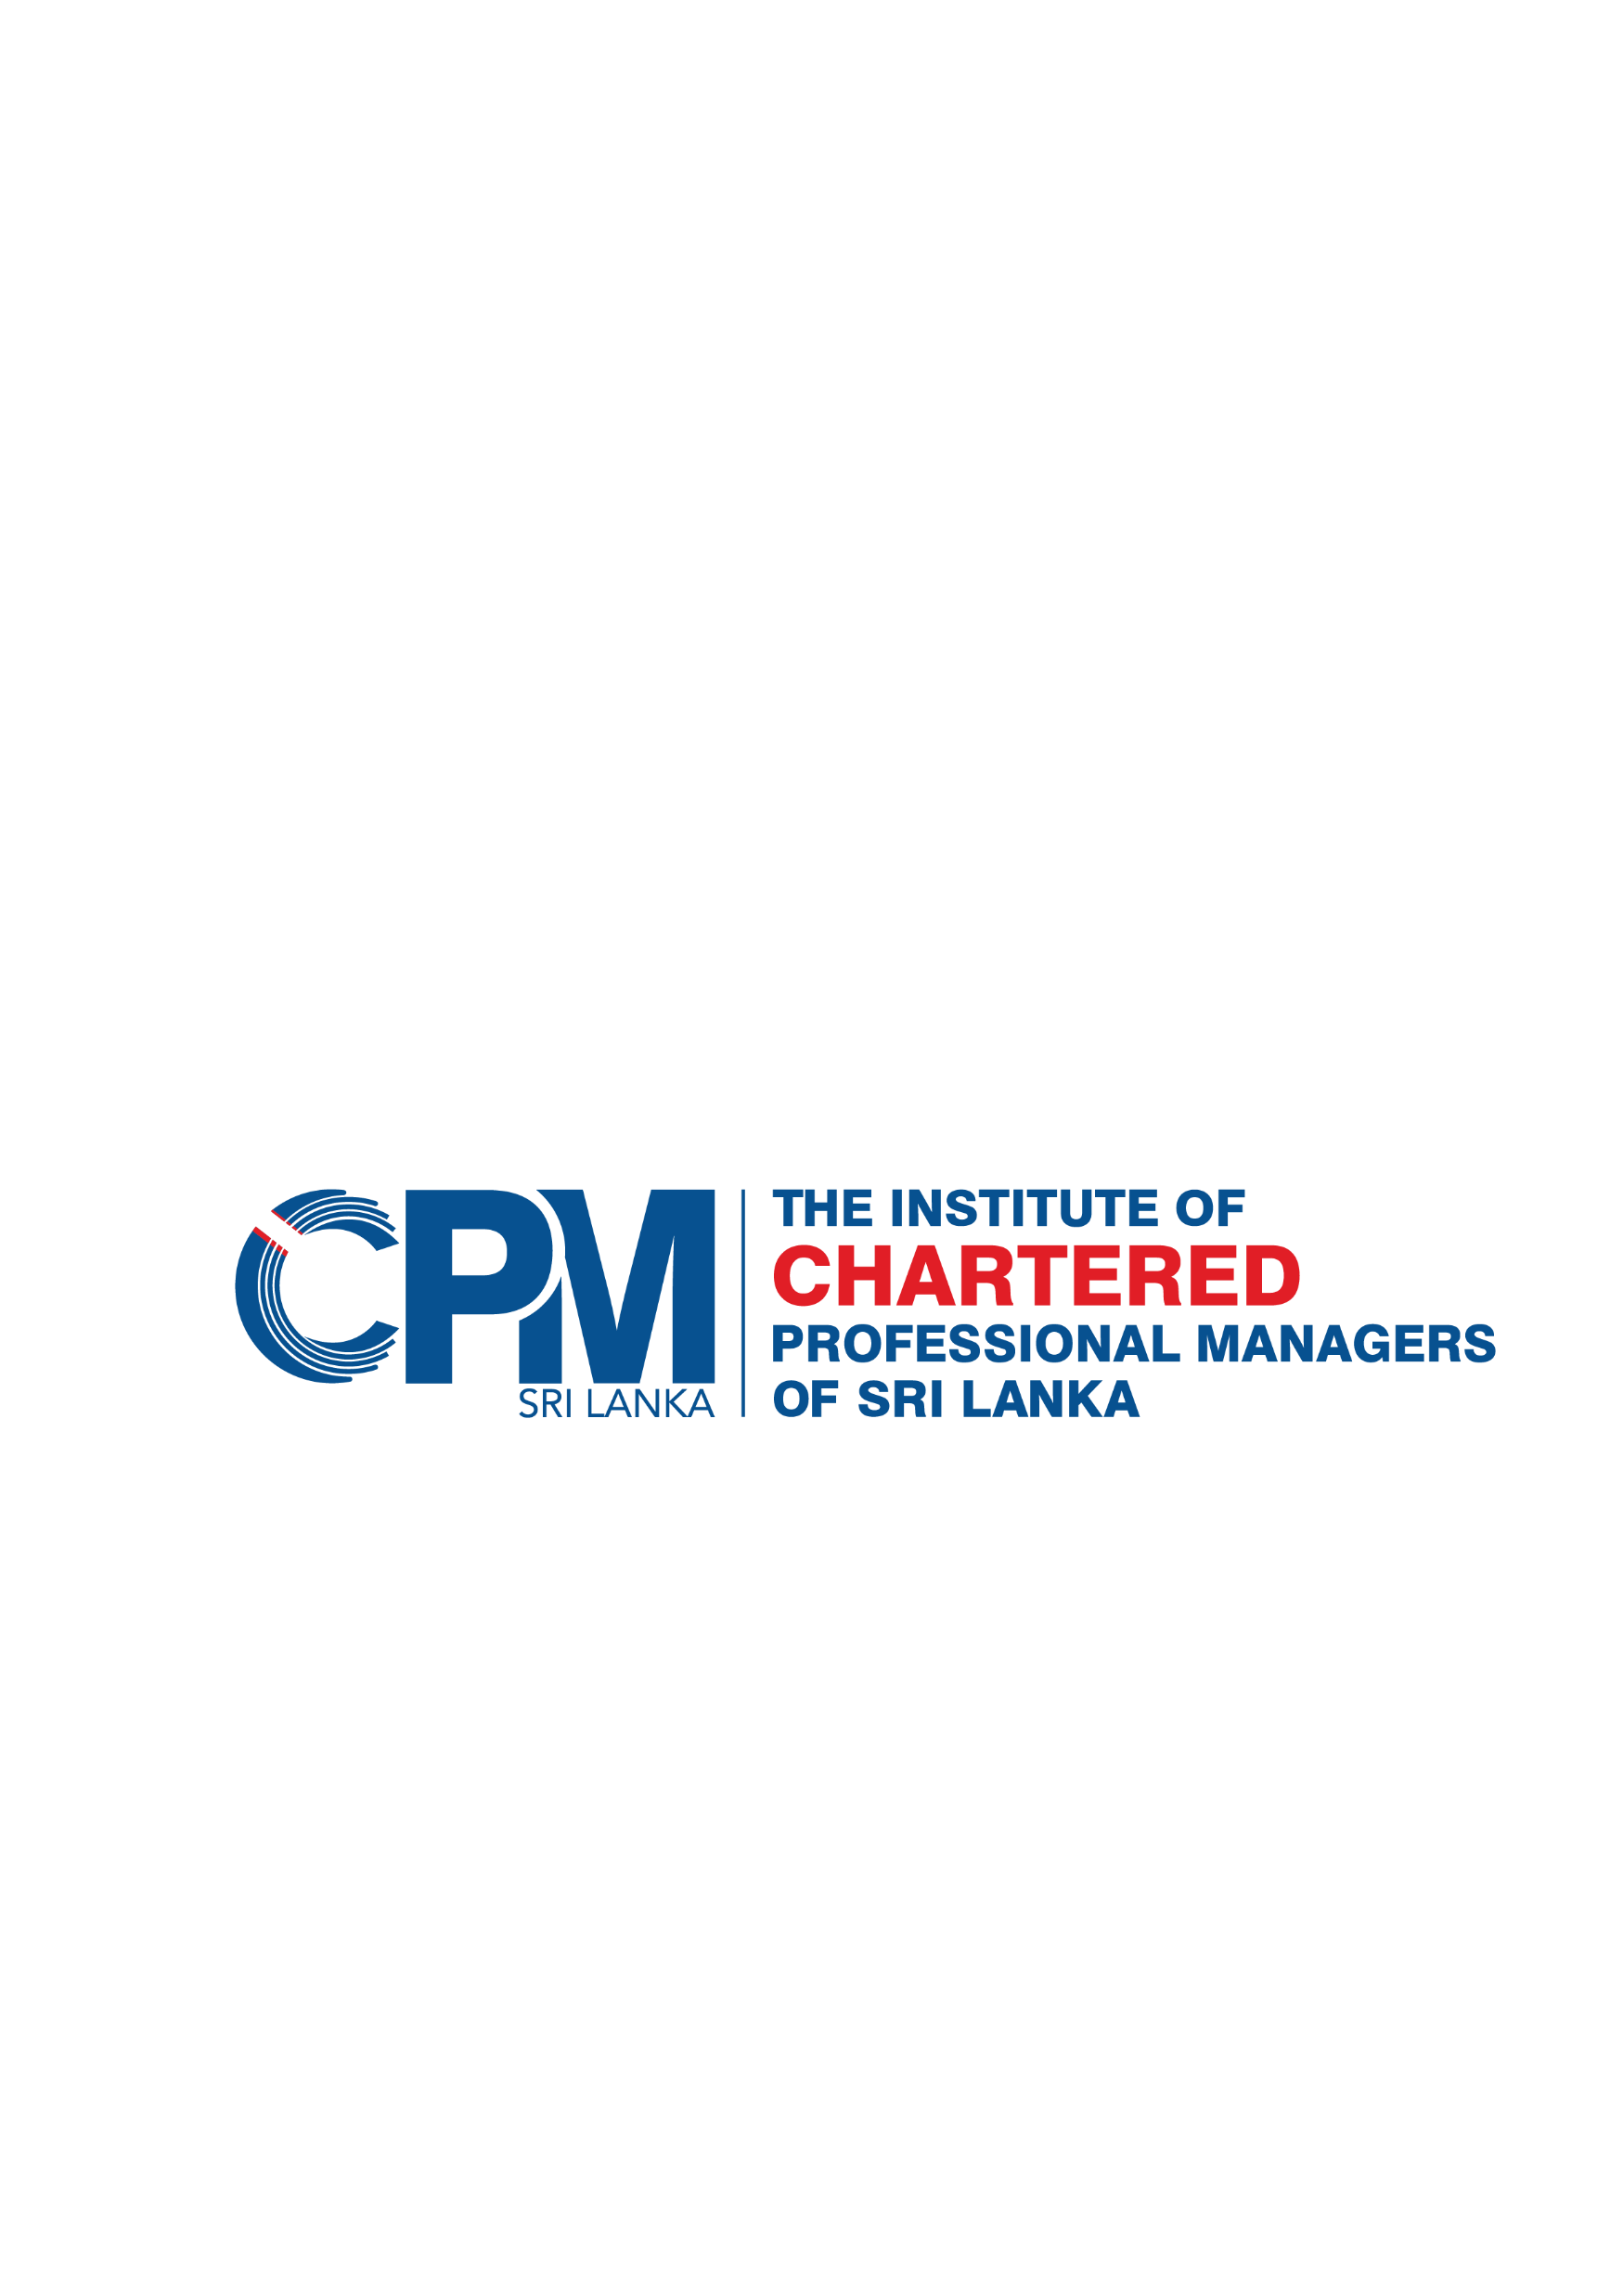 CPM
SRI LANKA
THE INSTITUTE OF
CHARTERED
PROFESSIONAL MANAGERS
OF SRI LANKA